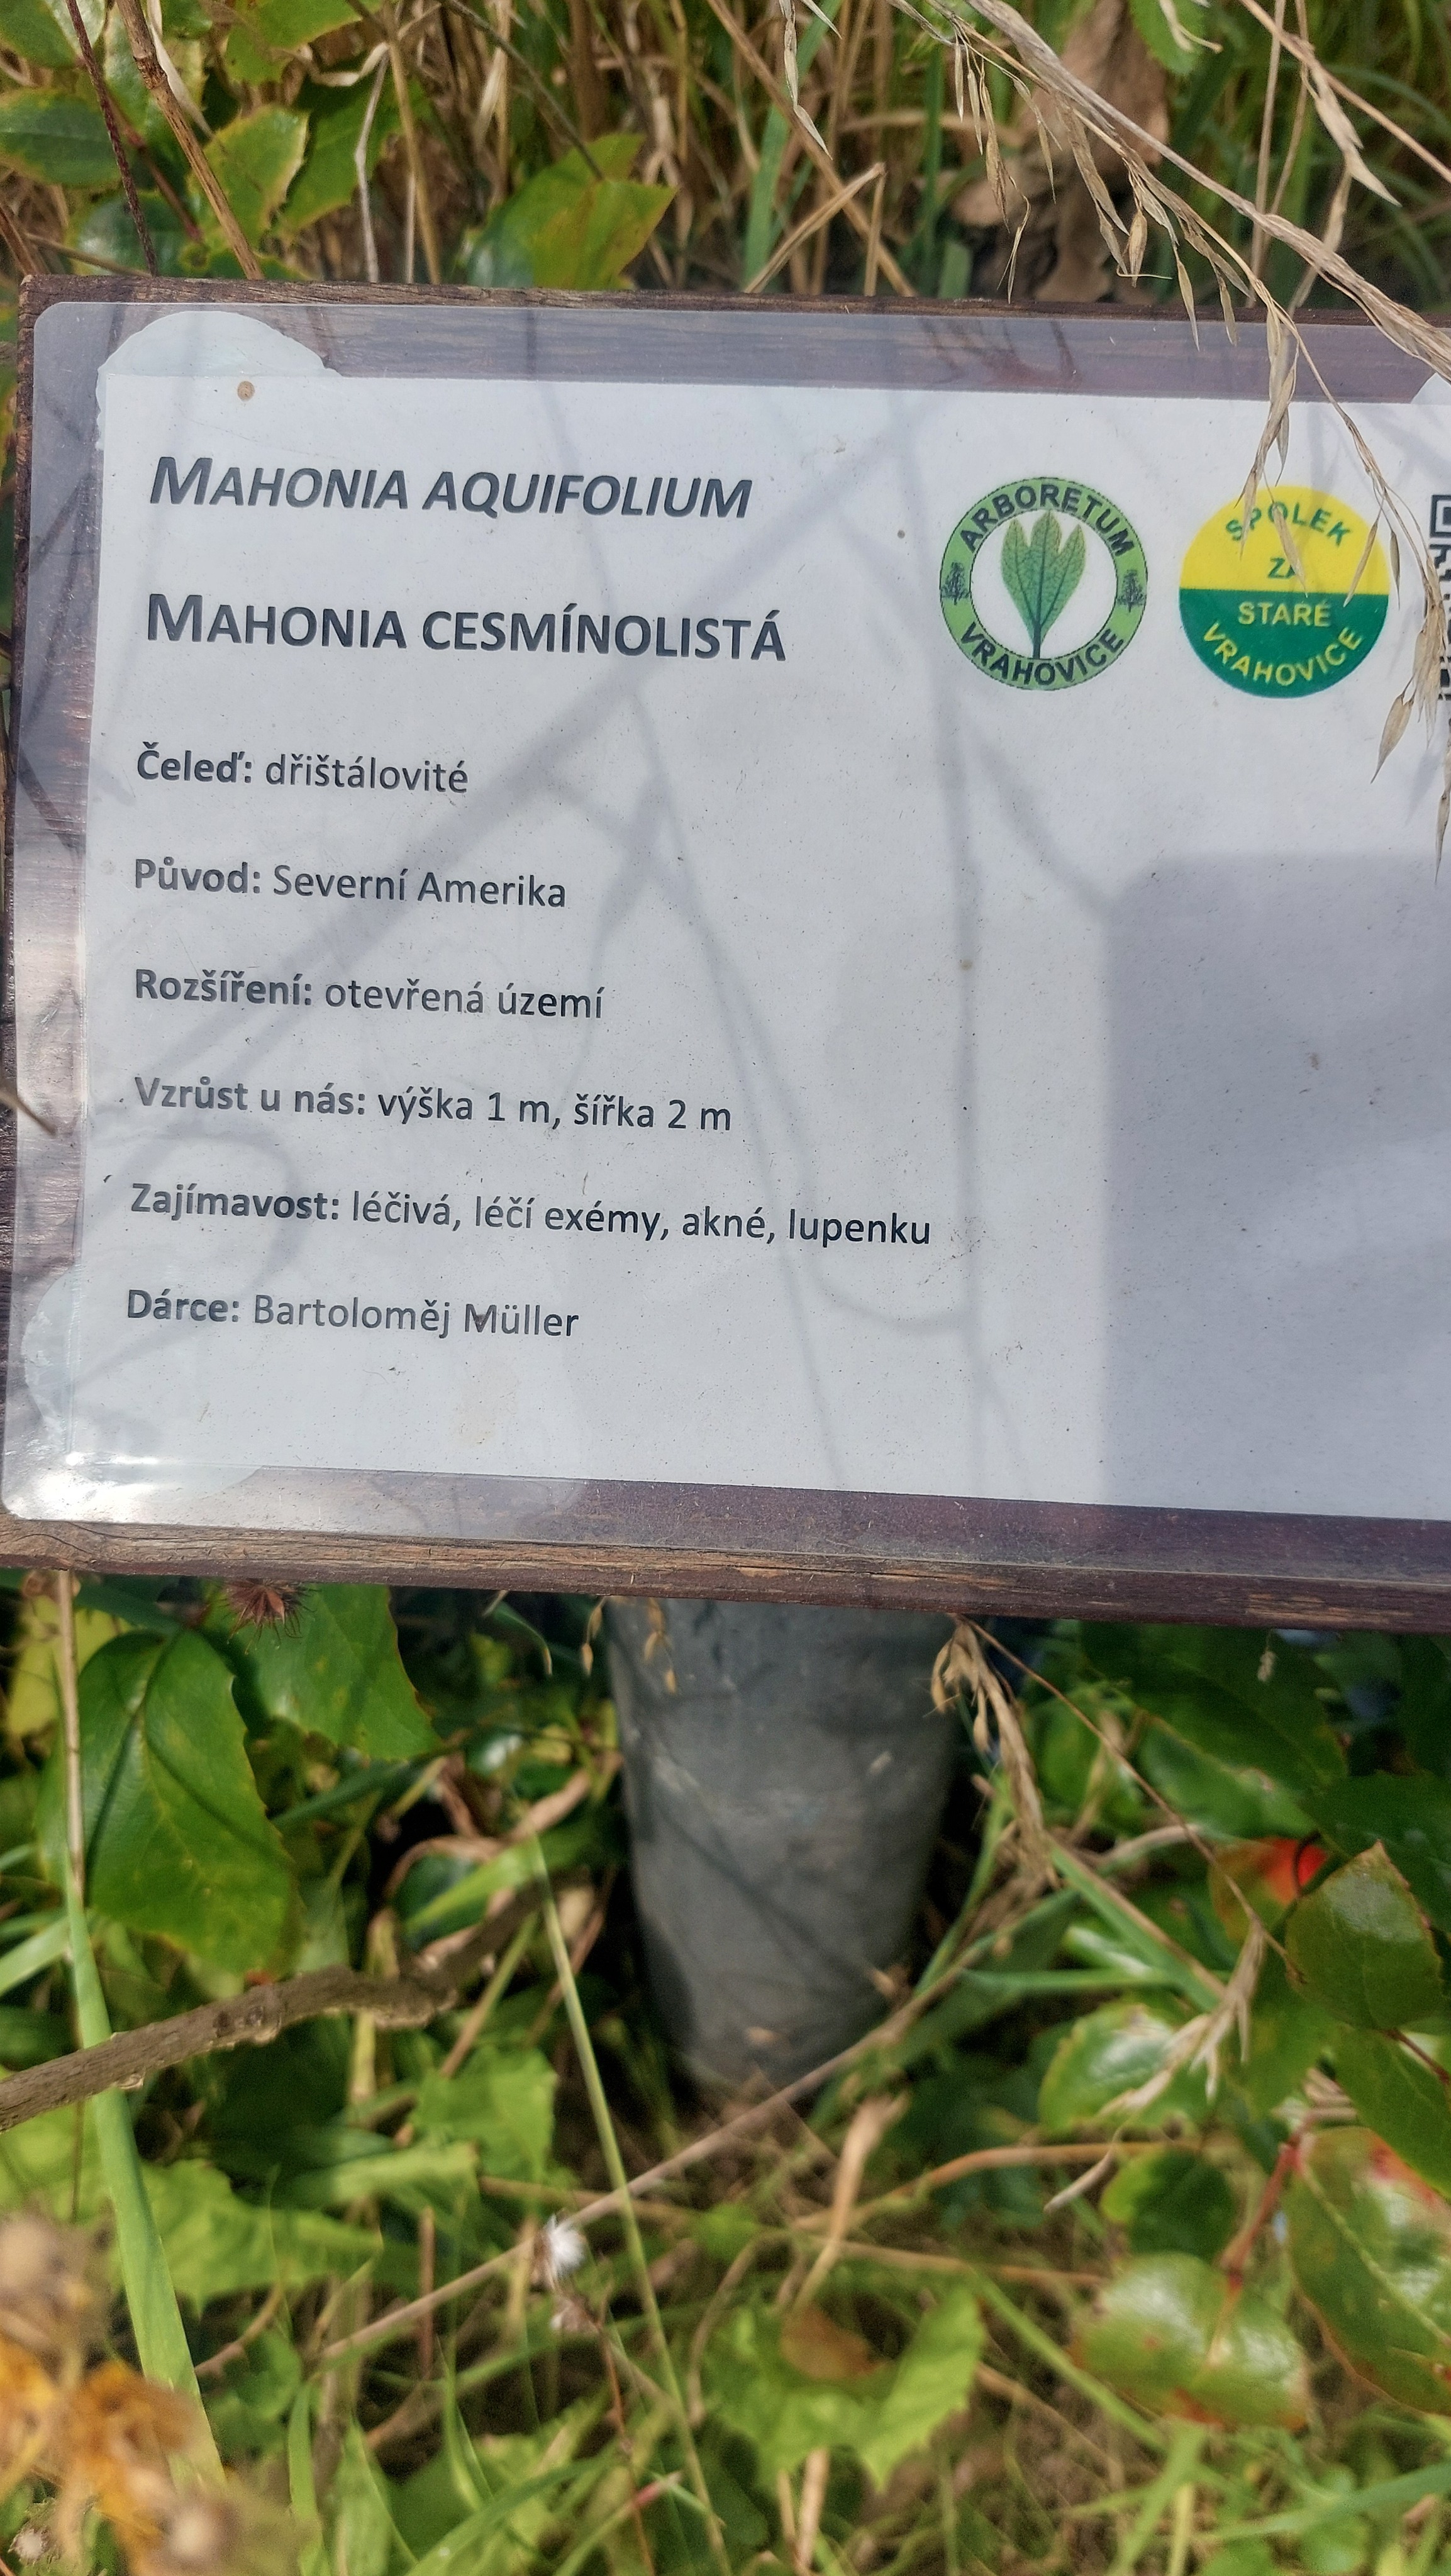 MAHONIA AQUIFOLIUM
MAHONIA CESMÍNOLISTÁ
ARBORETUM
VRAHOVICE
SPOLEK
ZA
STARÉ
VRAHOVICE
Čeleď: dřišťálovité
Původ: Severní Amerika
Rozšíření: otevřená území
Vzrůst u nás: výška 1 m, šířka 2 m
Zajímavost: léčivá, léčí exémy, akné, lupenku
Dárce: Bartoloměj Müller